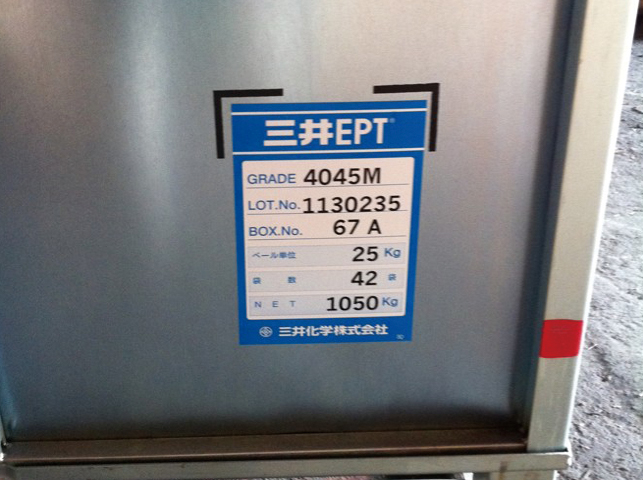 三井EPT®
GRADE 4045M
LOT.No. 1130235
BOX.No. 67 A
ベール単位 25 Kg
袋 数 42 袋
N E T 1050 Kg
三井化学株式会社